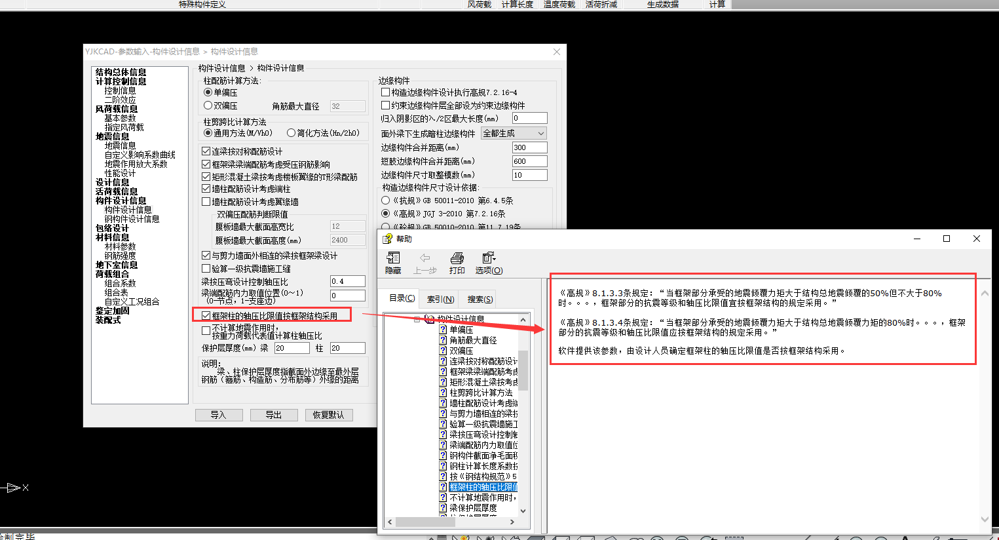 特殊构件定义
风荷载 计算长度 温度荷载 活荷折减 生成数据 计算
YJKCAD-参数输入-构件设计信息 > 构件设计信息
结构总体信息
计算控制信息
控制信息
二阶效应
风荷载信息
基本参数
指定风荷载
地震信息
地震信息
自定义影响系数曲线
地震作用放大系数
性能设计
设计信息
活荷载信息
构件设计信息
构件设计信息
钢构件设计信息
包络设计
材料信息
材料参数
钢筋强度
地下室信息
荷载组合
组合系数
组合表
自定义工况组合
鉴定加固
装配式
构件设计信息 > 构件设计信息
柱配筋计算方法:
单偏压
双偏压 角筋最大直径 32
柱剪跨比计算方法
通用方法(M/Vh0) 简化方法(Hn/2h0)
连梁按对称配筋设计
框架梁梁端配筋考虑受压钢筋影响
矩形混凝土梁按考虑楼板翼缘的T形梁配筋
墙柱配筋设计考虑端柱
墙柱配筋设计考虑翼缘墙
双偏压配筋判断限值
腹板墙最大截面高宽比 12
腹板墙最大截面高度(mm) 2400
与剪力墙面外相连的梁按框架梁设计
验算一级抗震墙施工缝
梁按压弯设计控制轴压比 0.4
梁端配筋内力取值位置(0~1) 0
(0-节点, 1-支座边)
框架柱的轴压比限值按框架结构采用
不计算地震作用时,
按重力荷载代表值计算柱轴压比
保护层厚度(mm) 梁 20 柱 20
说明:
梁、柱保护层厚度指截面外边缘至最外层
钢筋(箍筋、构造筋、分布筋等)外缘的距离
导入 导出 恢复默认
边缘构件
构造边缘构件设计执行高规7.2.16-4
约束边缘构件层全部设为约束边缘构件
归入阴影区的λ/2区最大长度(mm) 0
面外梁下生成暗柱边缘构件 全都生成
边缘构件合并距离(mm) 300
短肢边缘构件合并距离(mm) 600
边缘构件尺寸取整模数(mm) 10
构造边缘构件尺寸设计依据:
《抗规》GB 50011-2010 第6.4.5条
《高规》JGJ 3-2010 第7.2.16条
《砼规》GB 50010-2010 第11.7.19条
帮助
隐藏 上一步 打印 选项(O)
目录(C) 索引(N) 搜索(S)
构件设计信息
单偏压
角筋最大直径
双偏压
连梁按对称配筋设计
框架梁梁端配筋考虑
矩形混凝土梁按考虑
柱剪跨比计算方法
墙柱配筋设计考虑端
与剪力墙相连的梁按
验算一级抗震墙施工
梁按压弯设计控制轴
梁端配筋内力取值位
钢构件截面净毛面积
钢柱计算长度系数按
按《钢结构规范》5
框架柱的轴压比限值
不计算地震作用时,
梁保护层厚度
《高规》8.1.3.3条规定:“当框架部分承受的地震倾覆力矩大于结构总地震倾覆的50%但不大于80%
时。。。,框架部分的抗震等级和轴压比限值宜按框架结构的规定采用。”
《高规》8.1.3.4条规定:“当框架部分承受的地震倾覆力矩大于结构总地震倾覆力矩的80%时。。。,框架
部分的抗震等级和轴压比限值应按框架结构的规定采用。”
软件提供该参数,由设计人员确定框架柱的轴压比限值是否按框架结构采用。
X